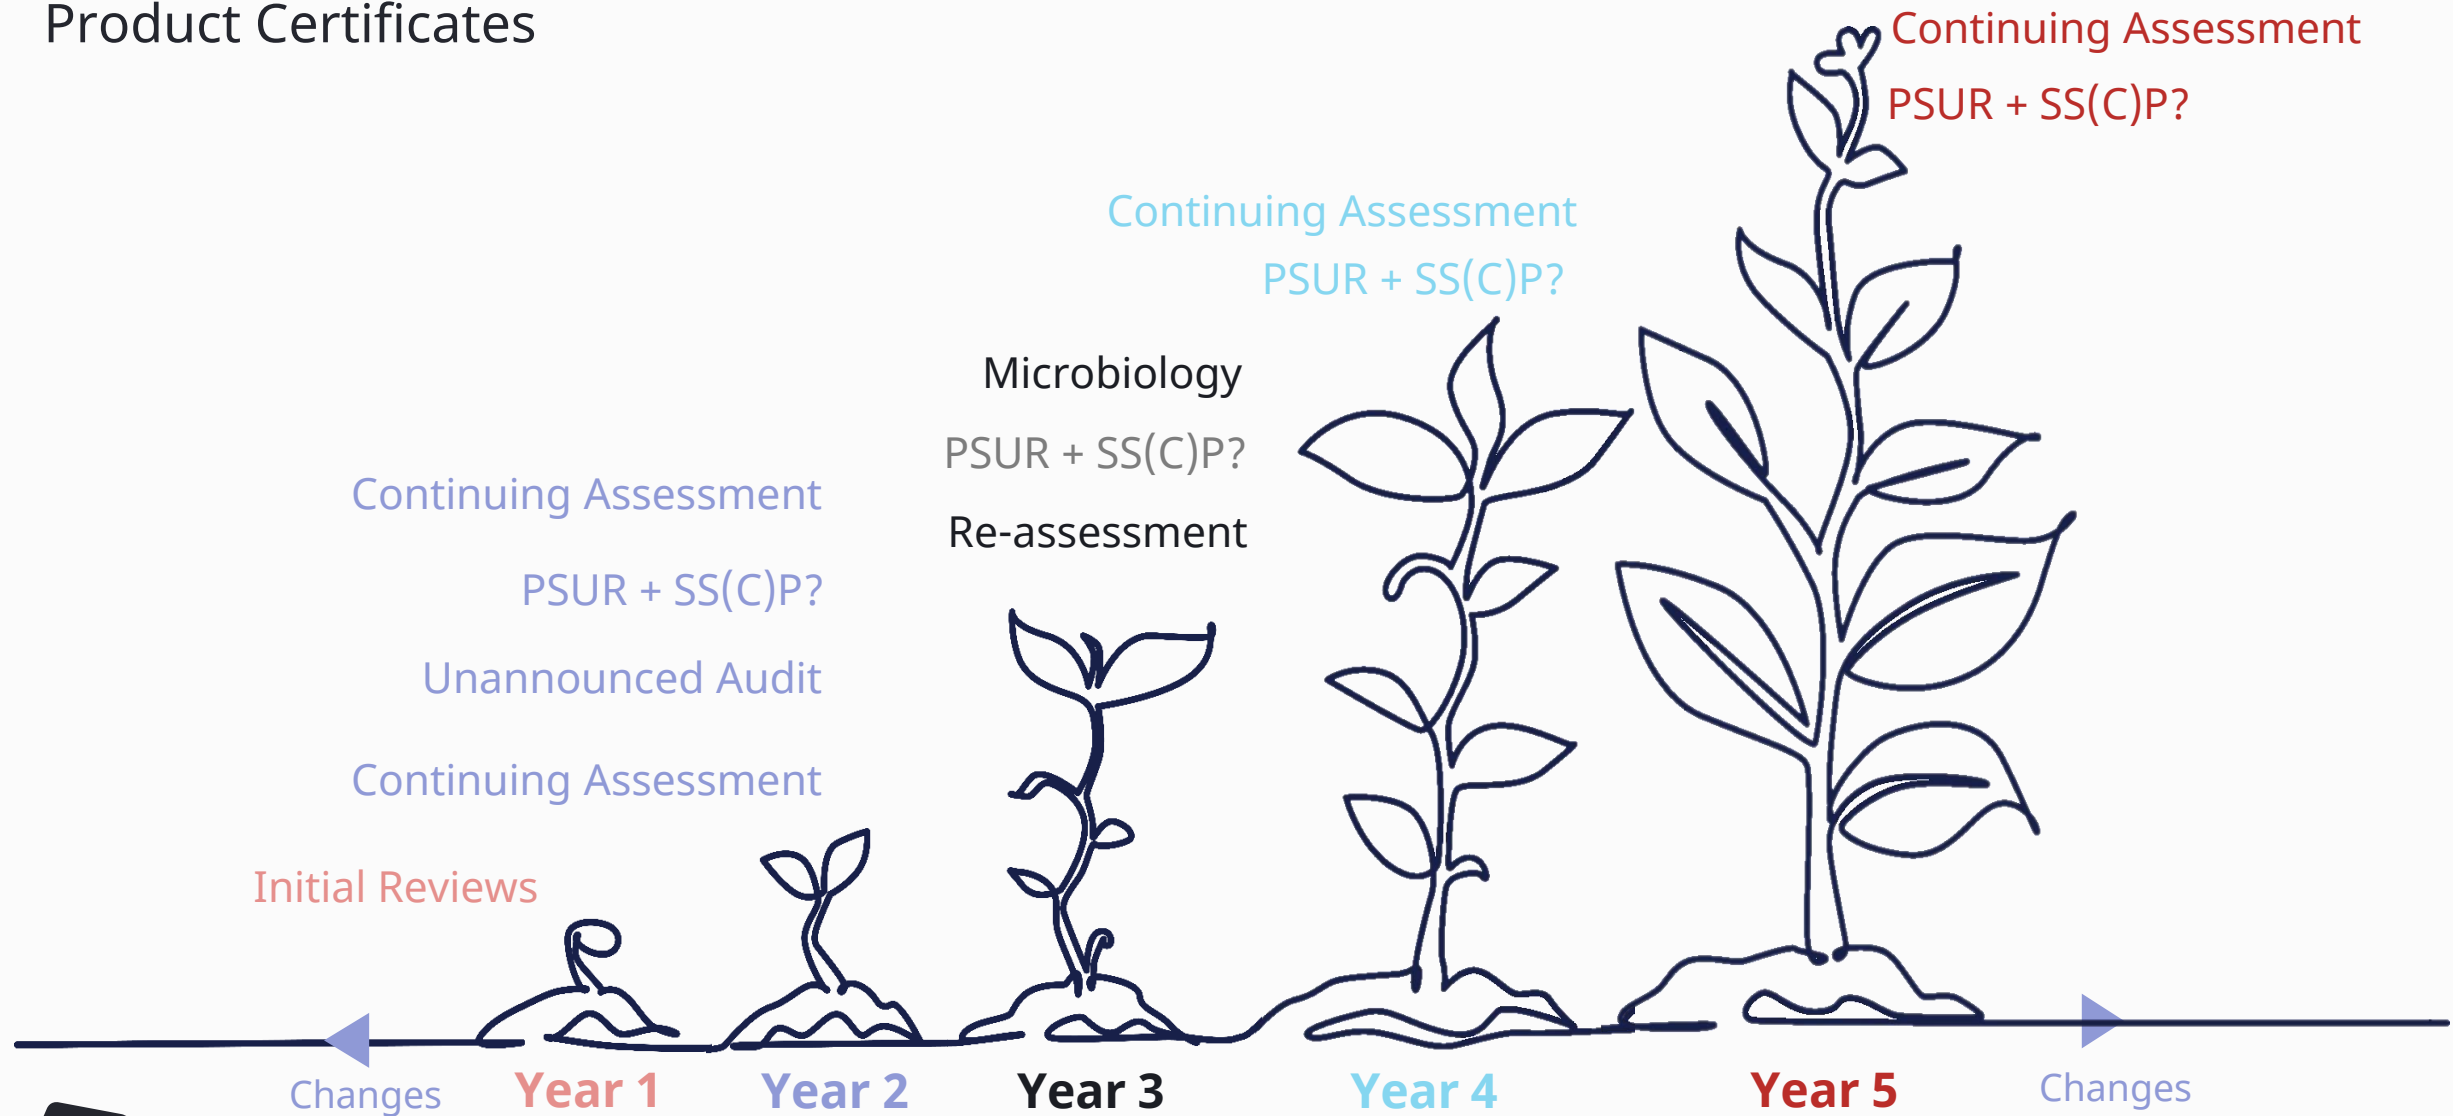 Product Certificates
Continuing Assessment
PSUR + SS(C)P?
Continuing Assessment
PSUR + SS(C)P?
Microbiology
PSUR + SS(C)P?
Re-assessment
Continuing Assessment
PSUR + SS(C)P?
Unannounced Audit
Continuing Assessment
Initial Reviews
Changes
Year 1
Year 2
Year 3
Year 4
Year 5
Changes